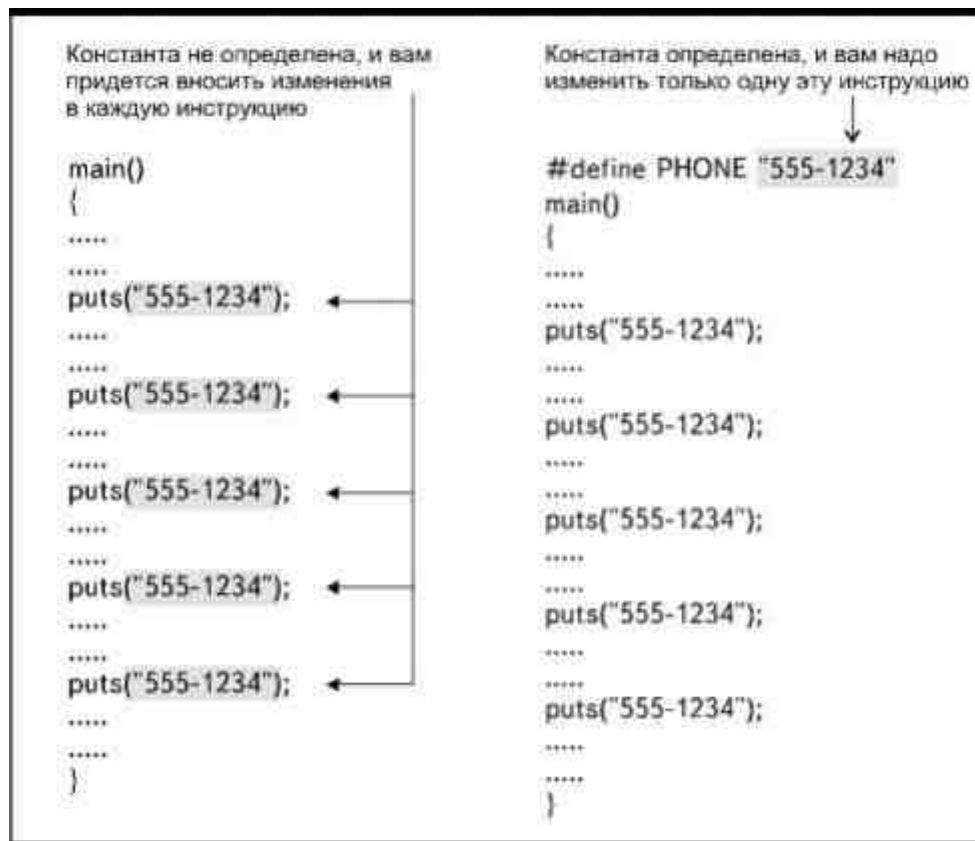 Константа не определена, и вам
придется вносить изменения
в каждую инструкцию
main()
{
.....
.....
puts("555-1234");
.....
.....
puts("555-1234");
.....
.....
puts("555-1234");
.....
.....
puts("555-1234");
.....
.....
puts("555-1234");
.....
.....
}
Константа определена, и вам надо
изменить только одну эту инструкцию
#define PHONE "555-1234"
main()
{
.....
.....
puts("555-1234");
.....
.....
puts("555-1234");
.....
.....
puts("555-1234");
.....
.....
puts("555-1234");
.....
.....
puts("555-1234");
.....
.....
}